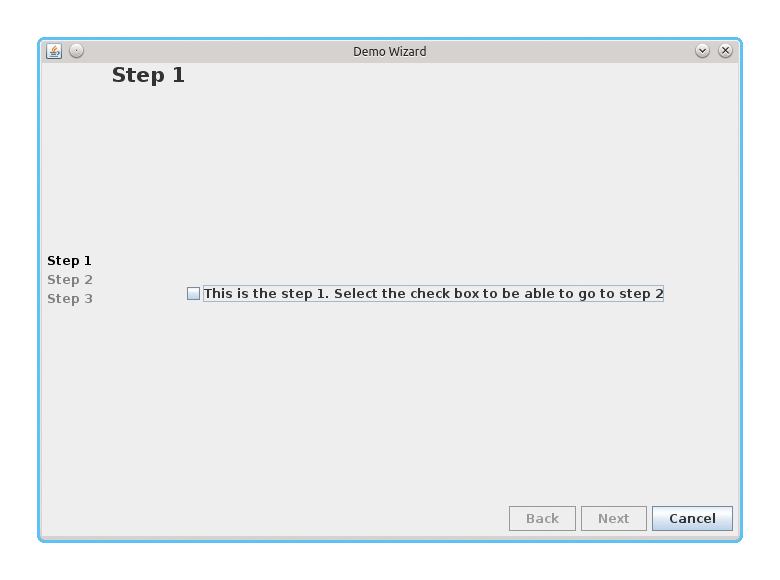 Demo Wizard
Step 1
Step 1
Step 2
Step 3
This is the step 1. Select the check box to be able to go to step 2
Back Next Cancel